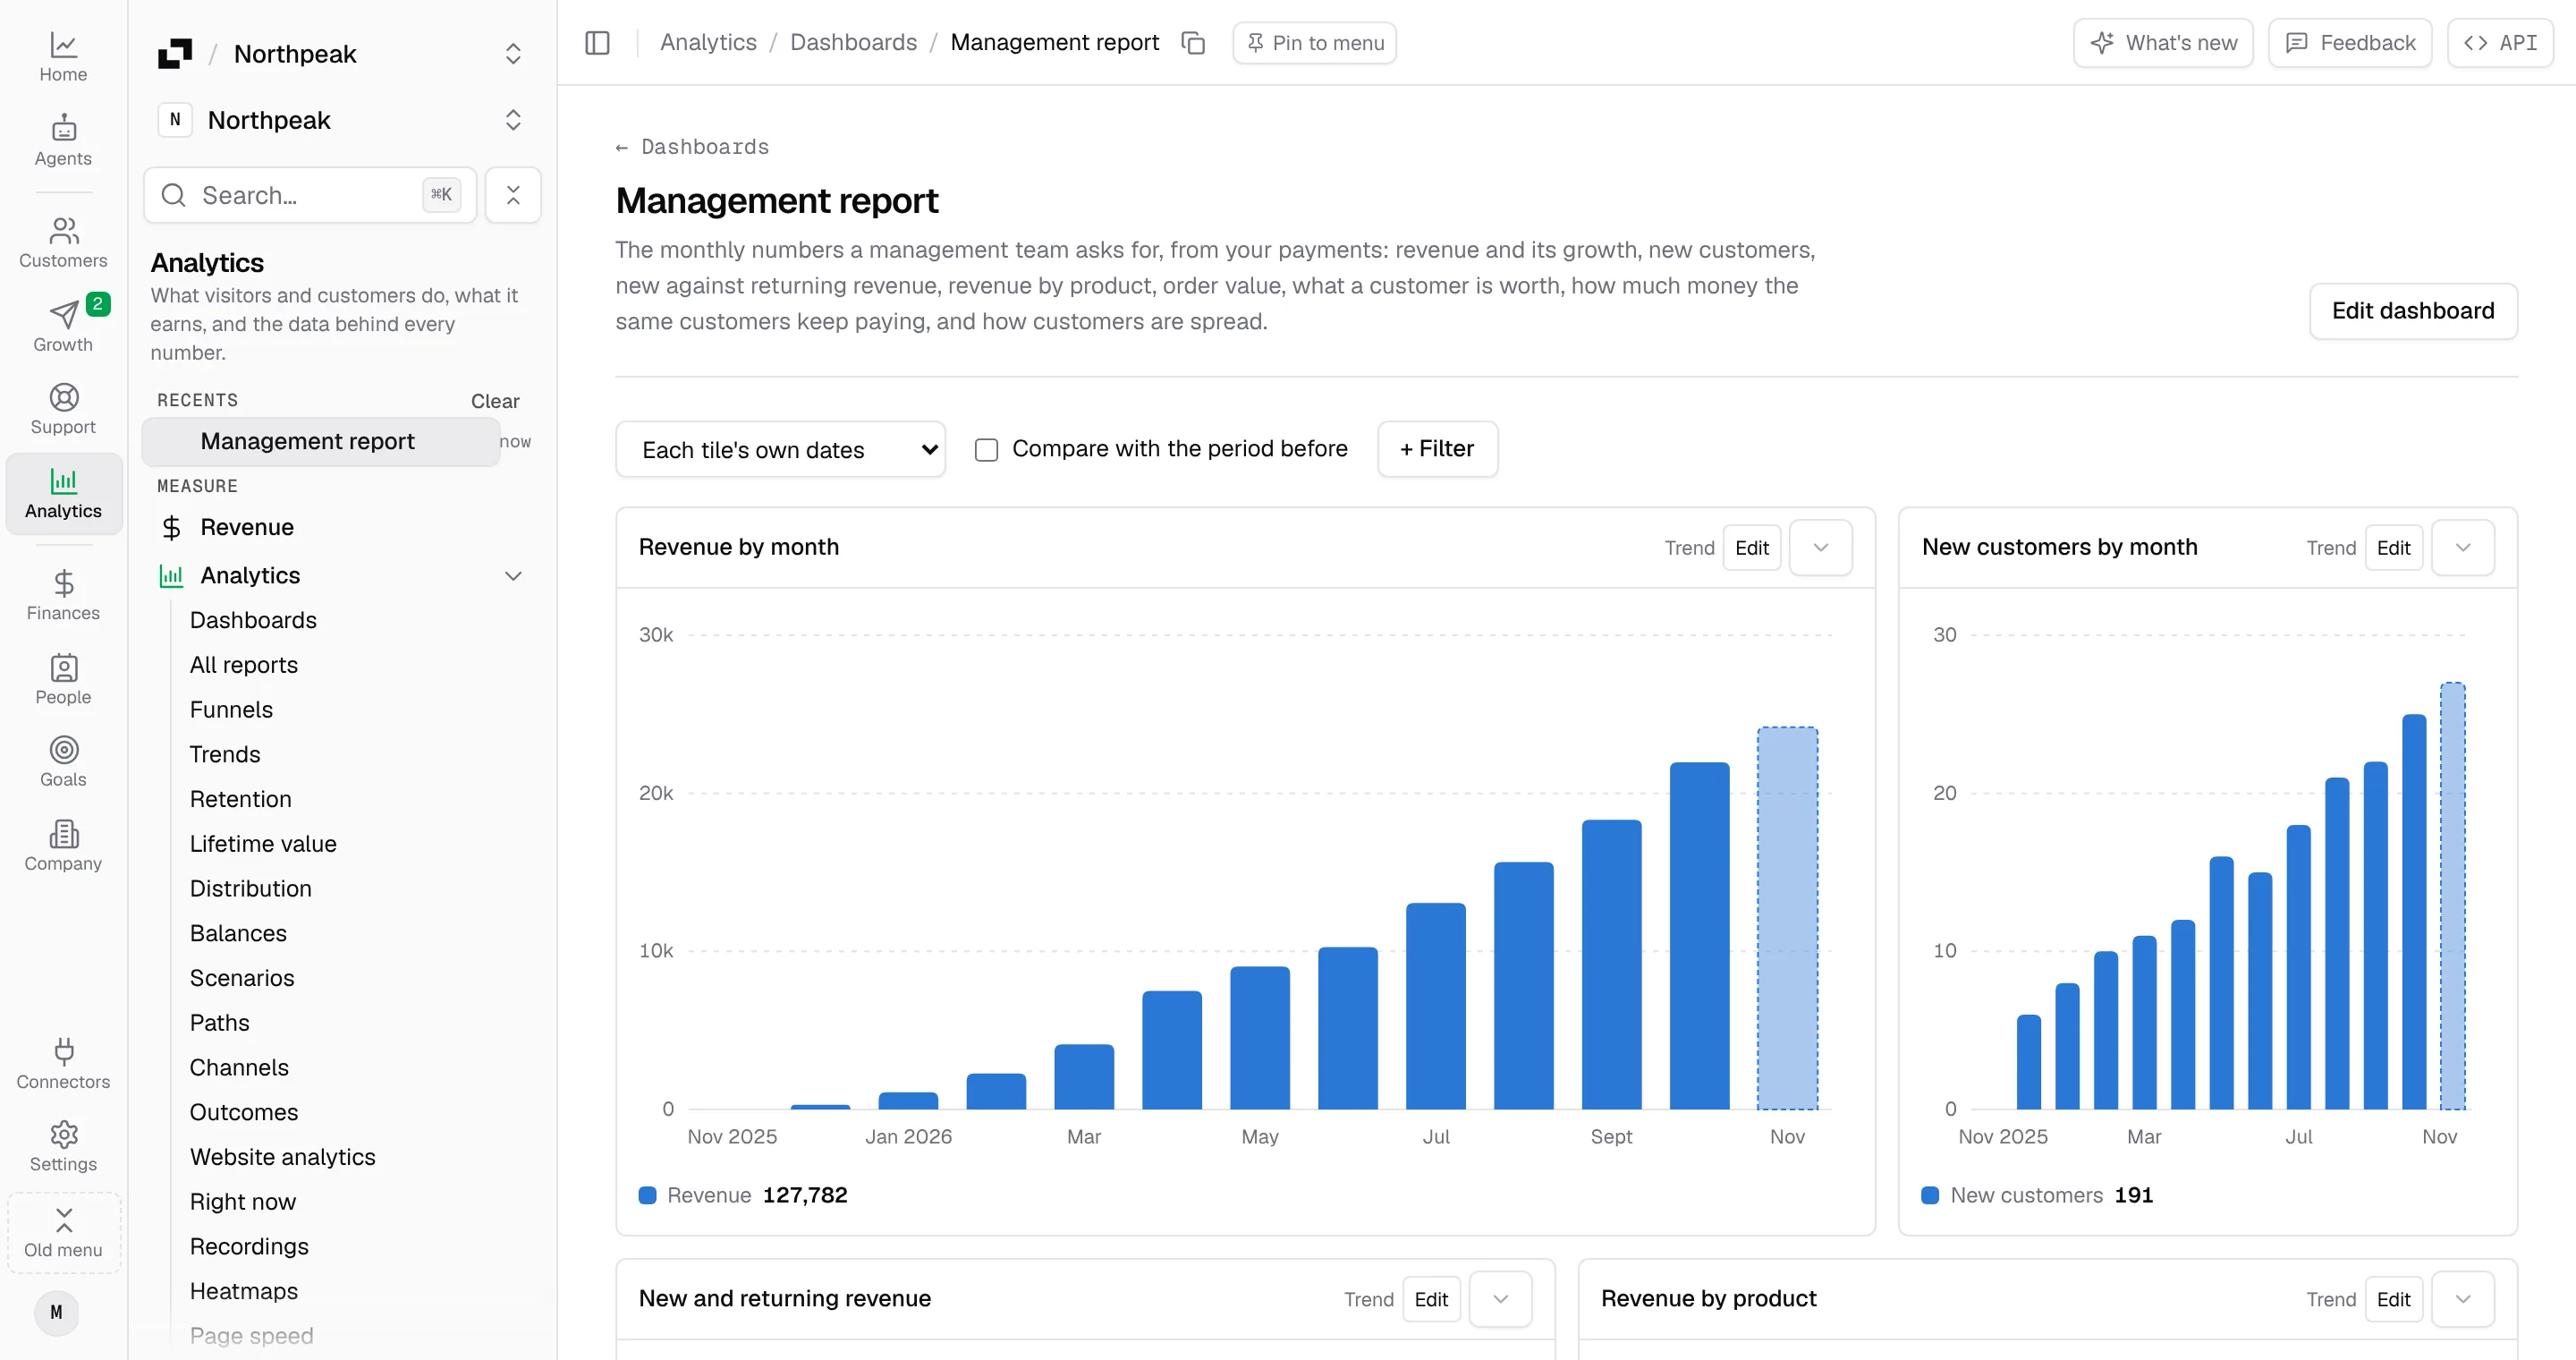 Home
Agents
Customers
2
Growth
Support
Analytics
Finances
People
Goals
Company
Connectors
Settings
Old menu
M
/ Northpeak
N Northpeak
Search... ⌘K
Analytics
What visitors and customers do, what it
earns, and the data behind every
number.
RECENTS Clear
Management report now
MEASURE
Revenue
Analytics
Dashboards
All reports
Funnels
Trends
Retention
Lifetime value
Distribution
Balances
Scenarios
Paths
Channels
Outcomes
Website analytics
Right now
Recordings
Heatmaps
Page speed
Analytics / Dashboards / Management report Pin to menu
What's new Feedback API
← Dashboards
Management report
The monthly numbers a management team asks for, from your payments: revenue and its growth, new customers,
new against returning revenue, revenue by product, order value, what a customer is worth, how much money the
same customers keep paying, and how customers are spread.
Edit dashboard
Each tile's own dates Compare with the period before + Filter
Revenue by month Trend Edit
30k
20k
10k
0
Nov 2025 Jan 2026 Mar May Jul Sept Nov
Revenue 127,782
New customers by month Trend Edit
30
20
10
0
Nov 2025 Mar Jul Nov
New customers 191
New and returning revenue Trend Edit
Revenue by product Trend Edit